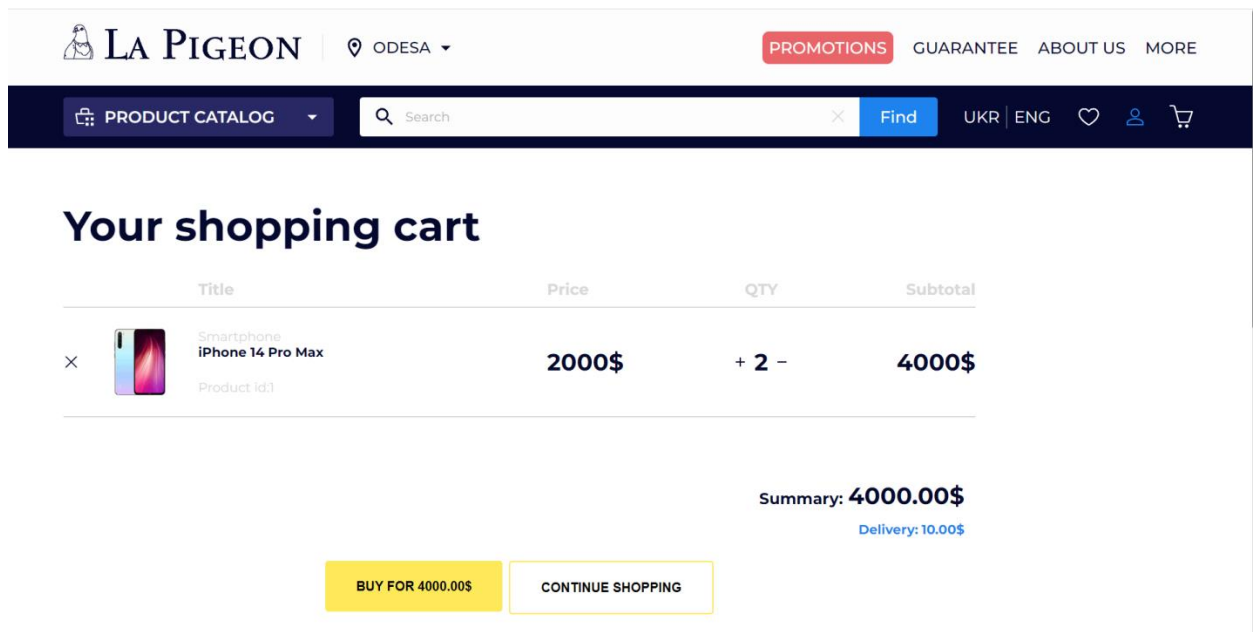 LA PIGEON ODESA PROMOTIONS GUARANTEE ABOUT US MORE
PRODUCT CATALOG Search Find UKR | ENG
Your shopping cart
Title Price QTY Subtotal
Smartphone
iPhone 14 Pro Max
2000$ + 2 − 4000$
Product id:1
Summary: 4000.00$
Delivery: 10.00$
BUY FOR 4000.00$ CONTINUE SHOPPING